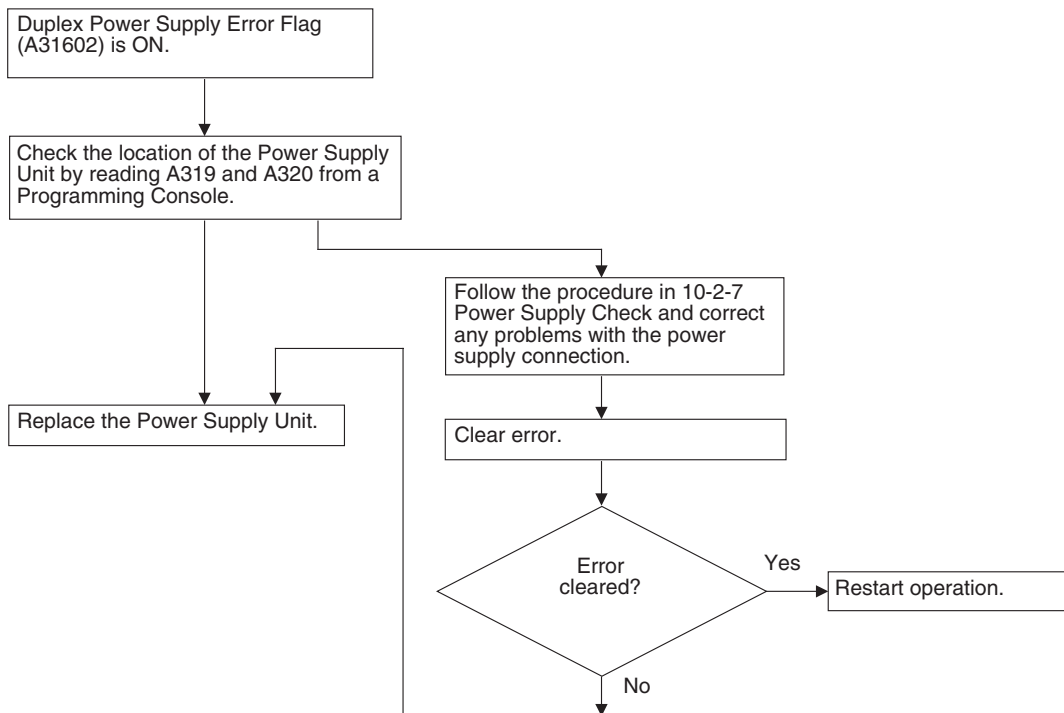 Duplex Power Supply Error Flag
(A31602) is ON.
Check the location of the Power Supply
Unit by reading A319 and A320 from a
Programming Console.
Follow the procedure in 10-2-7
Power Supply Check and correct
any problems with the power
supply connection.
Replace the Power Supply Unit.
Clear error.
Error
cleared?
Yes
Restart operation.
No